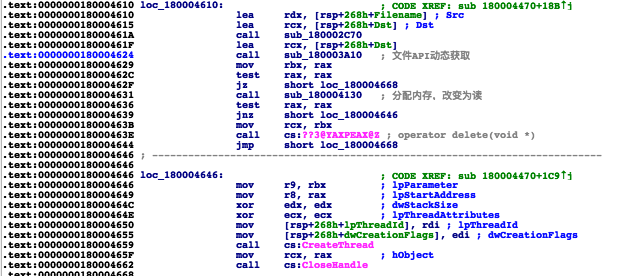 .text:0000000180004610 loc_180004610: ; CODE XREF: sub_180004470+18B↑j
.text:0000000180004610 lea rdx, [rsp+268h+Filename] ; Src
.text:0000000180004615 lea rcx, [rsp+268h+Dst] ; Dst
.text:000000018000461A call sub_180002C70
.text:000000018000461F lea rcx, [rsp+268h+Dst]
.text:0000000180004624 call sub_180003A10 ; 文件API动态获取
.text:0000000180004629 mov rbx, rax
.text:000000018000462C test rax, rax
.text:000000018000462F jz short loc_180004668
.text:0000000180004631 call sub_180004130 ; 分配内存，改变为读
.text:0000000180004636 test rax, rax
.text:0000000180004639 jnz short loc_180004646
.text:000000018000463B mov rcx, rbx
.text:000000018000463E call cs:??3@YAXPEAX@Z ; operator delete(void *)
.text:0000000180004644 jmp short loc_180004668
.text:0000000180004646 ; ---------------------------------------------------------------------------
.text:0000000180004646
.text:0000000180004646 loc_180004646: ; CODE XREF: sub_180004470+1C9↑j
.text:0000000180004646 mov r9, rbx ; lpParameter
.text:0000000180004649 mov r8, rax ; lpStartAddress
.text:000000018000464C xor edx, edx ; dwStackSize
.text:000000018000464E xor ecx, ecx ; lpThreadAttributes
.text:0000000180004650 mov [rsp+268h+lpThreadId], rdi ; lpThreadId
.text:0000000180004655 mov [rsp+268h+dwCreationFlags], edi ; dwCreationFlags
.text:0000000180004659 call cs:CreateThread
.text:000000018000465F mov rcx, rax ; hObject
.text:0000000180004662 call cs:CloseHandle
.text:0000000180004668